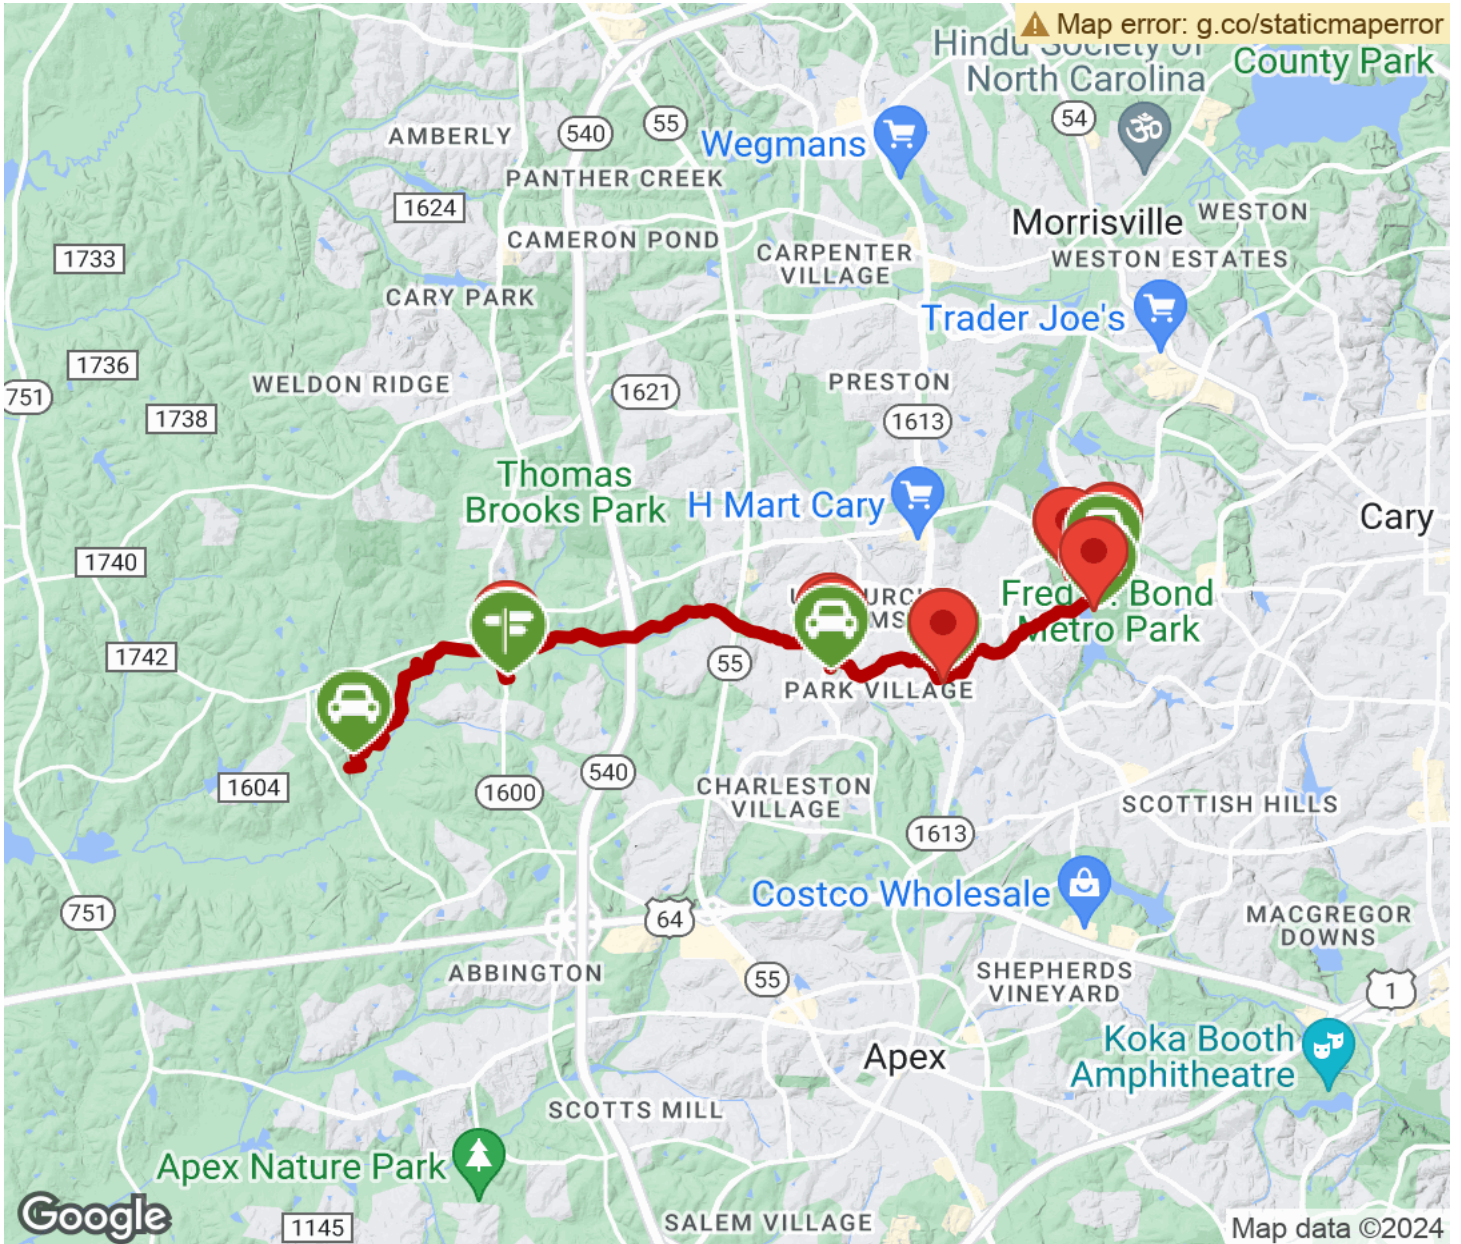 Map error: g.co/staticmaperror
Hindu Society of
North Carolina
County Park
54
55
540
AMBERLY
Wegmans
PANTHER CREEK
1624
Morrisville
WESTON
CAMERON POND
CARPENTER
VILLAGE
1733
WESTON ESTATES
CARY PARK
Trader Joe's
1736
WELDON RIDGE
751
1738
1621
PRESTON
1613
Thomas
Brooks Park
H Mart Cary
Cary
1740
Bond
Metro Park
1742
55
PARK VILLAGE
1604
1600
540
CHARLESTON
VILLAGE
SCOTTISH HILLS
1613
Costco Wholesale
751
64
MACGREGOR
DOWNS
ABBINGTON
55
SHEPHERDS
VINEYARD
1
Koka Booth
Amphitheatre
Apex
SCOTTS MILL
Apex Nature Park
Google
1145
SALEM VILLAGE
Map data ©2024